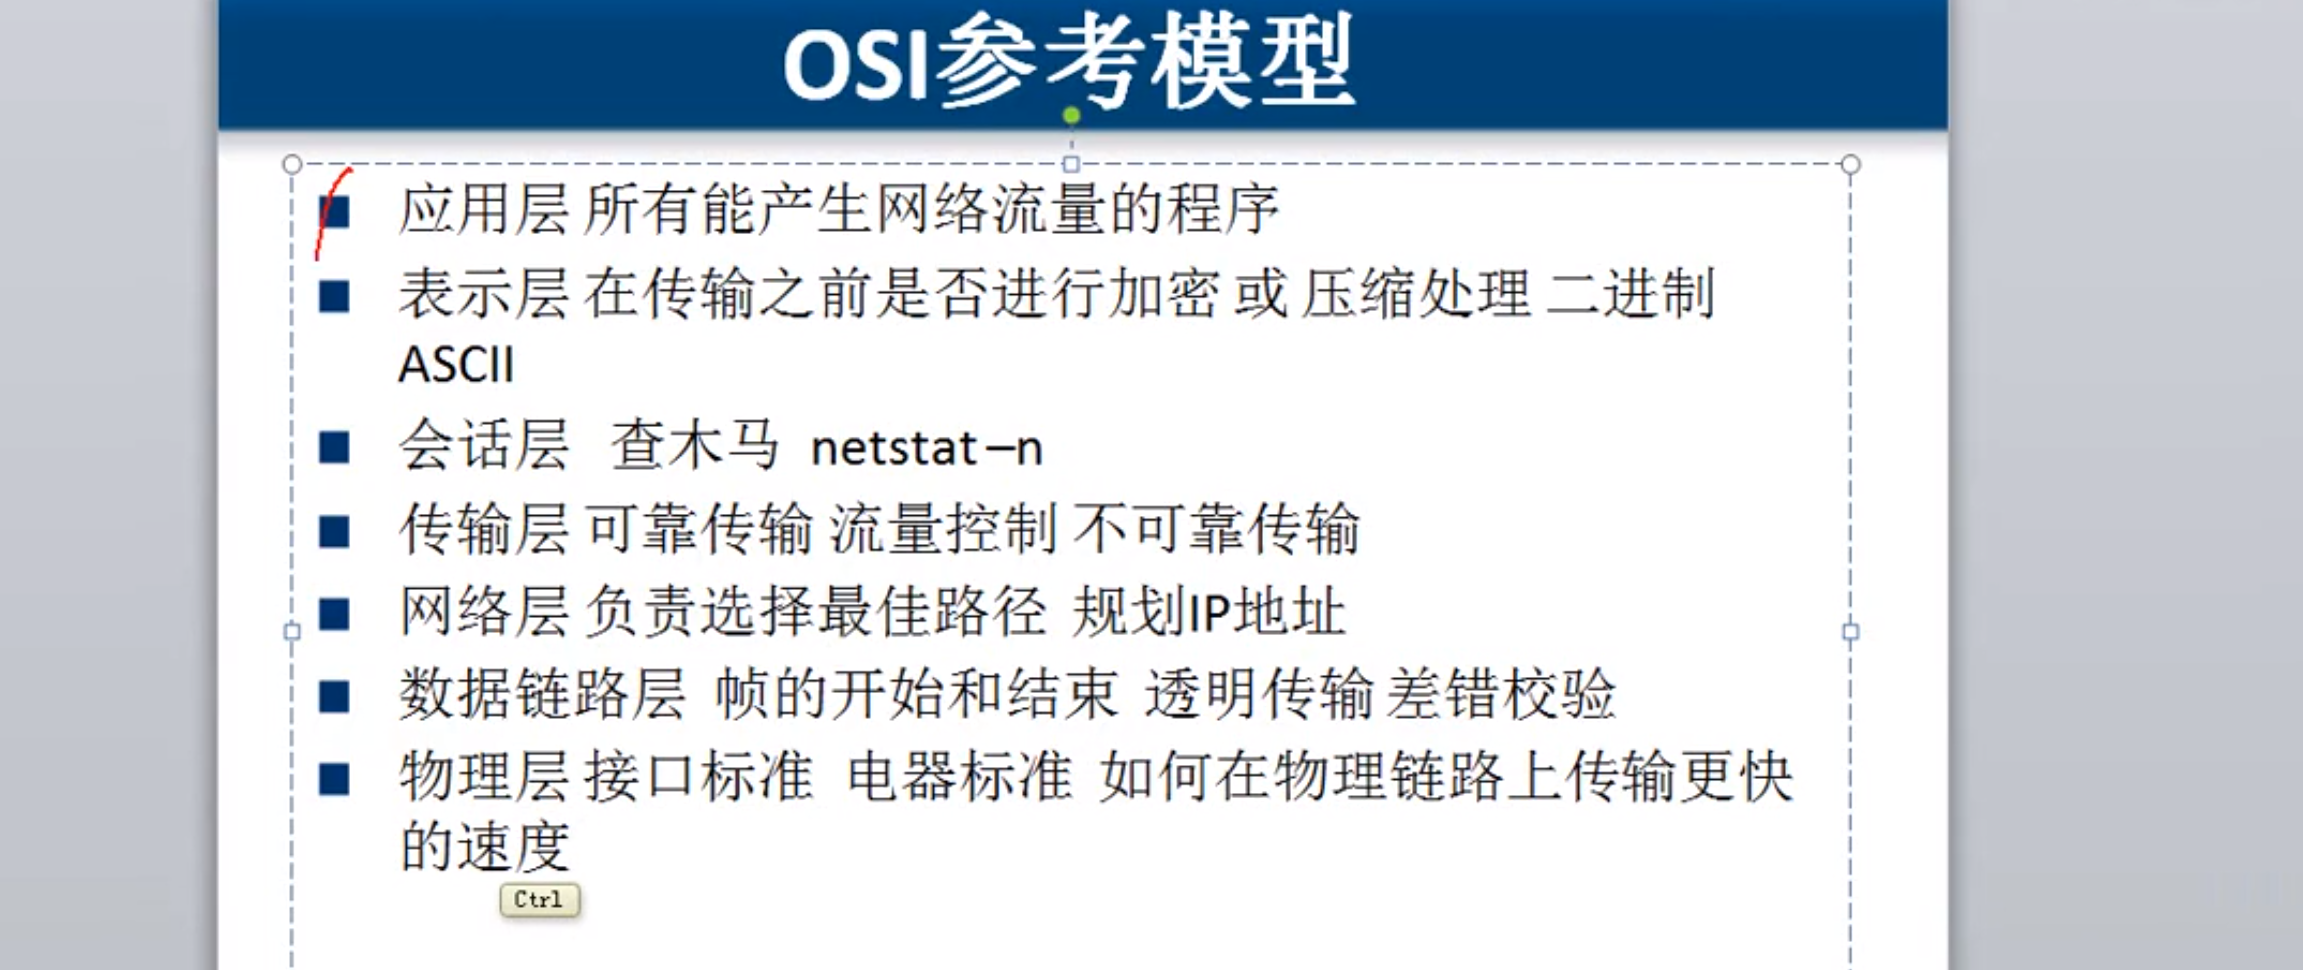 OSI参考模型
应用层 所有能产生网络流量的程序
表示层 在传输之前是否进行加密 或 压缩处理 二进制
ASCII
会话层 查木马 netstat –n
传输层 可靠传输 流量控制 不可靠传输
网络层 负责选择最佳路径 规划IP地址
数据链路层 帧的开始和结束 透明传输 差错校验
物理层 接口标准 电器标准 如何在物理链路上传输更快
的速度
Ctrl